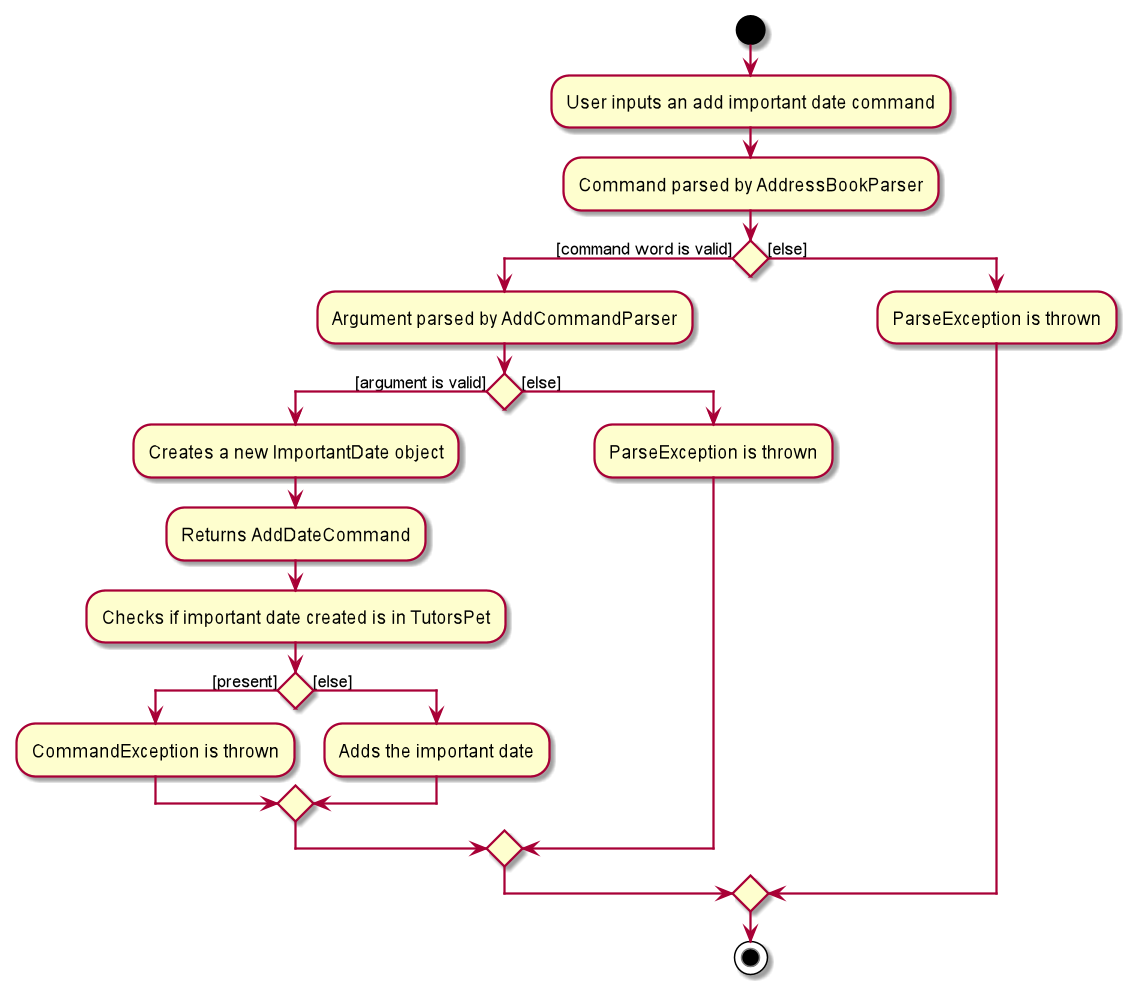 User inputs an add important date command
Command parsed by AddressBookParser
[command word is valid]
[else]
Argument parsed by AddCommandParser
ParseException is thrown
[argument is valid]
[else]
Creates a new ImportantDate object
ParseException is thrown
Returns AddDateCommand
Checks if important date created is in TutorsPet
[present]
[else]
CommandException is thrown
Adds the important date